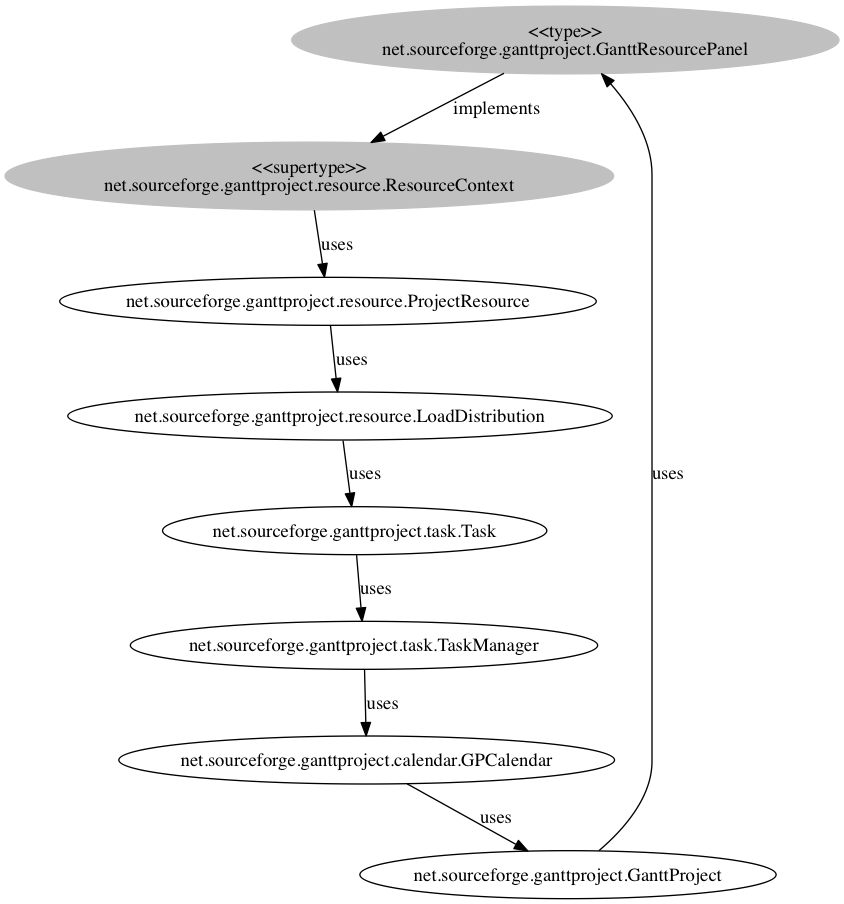 <<type>>
net.sourceforge.ganttproject.GanttResourcePanel
implements
<<supertype>>
net.sourceforge.ganttproject.resource.ResourceContext
uses
net.sourceforge.ganttproject.resource.ProjectResource
uses
net.sourceforge.ganttproject.resource.LoadDistribution
uses
uses
net.sourceforge.ganttproject.task.Task
uses
net.sourceforge.ganttproject.task.TaskManager
uses
net.sourceforge.ganttproject.calendar.GPCalendar
uses
net.sourceforge.ganttproject.GanttProject